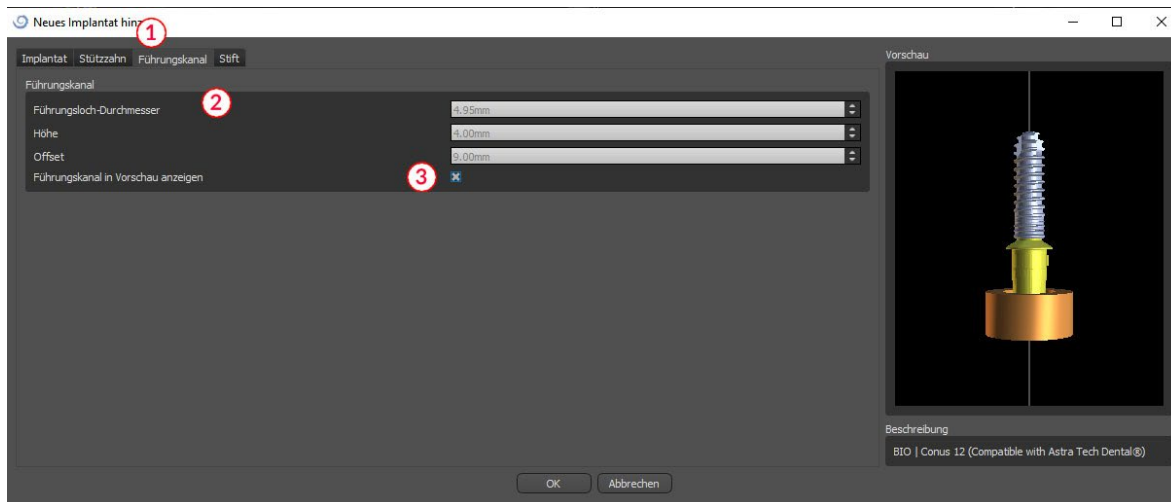 Neues Implantat hinz
1
Implantat Stützzahn Führungskanal Stift
Führungskanal
2
Führungsloch-Durchmesser 4.95mm
Höhe 4.00mm
Offset 9.00mm
Führungskanal in Vorschau anzeigen 3
Vorschau
Beschreibung
BIO | Conus 12 (Compatible with Astra Tech Dental®)
OK Abbrechen